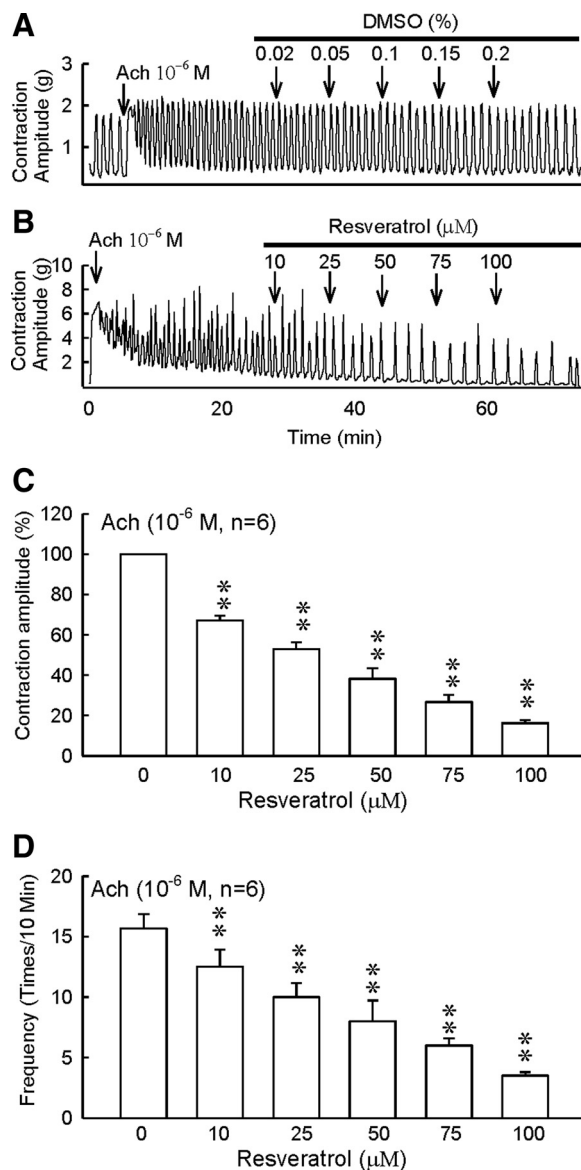 A
DMSO (%)
0.02 0.05 0.1 0.15 0.2
Ach 10⁻⁶ M
Contraction
Amplitude (g)
3
2
1
B
Resveratrol (μM)
Ach 10⁻⁶ M
10 25 50 75 100
Contraction
Amplitude (g)
10
8
6
4
2
0 20 40 60
Time (min)
C
Ach (10⁻⁶ M, n=6)
Contraction amplitude (%)
120
100
80
60
40
20
0
** ** ** ** **
0 10 25 50 75 100
Resveratrol (μM)
D
Ach (10⁻⁶ M, n=6)
Frequency (Times/10 Min)
20
15
10
5
0
** ** ** ** **
0 10 25 50 75 100
Resveratrol (μM)